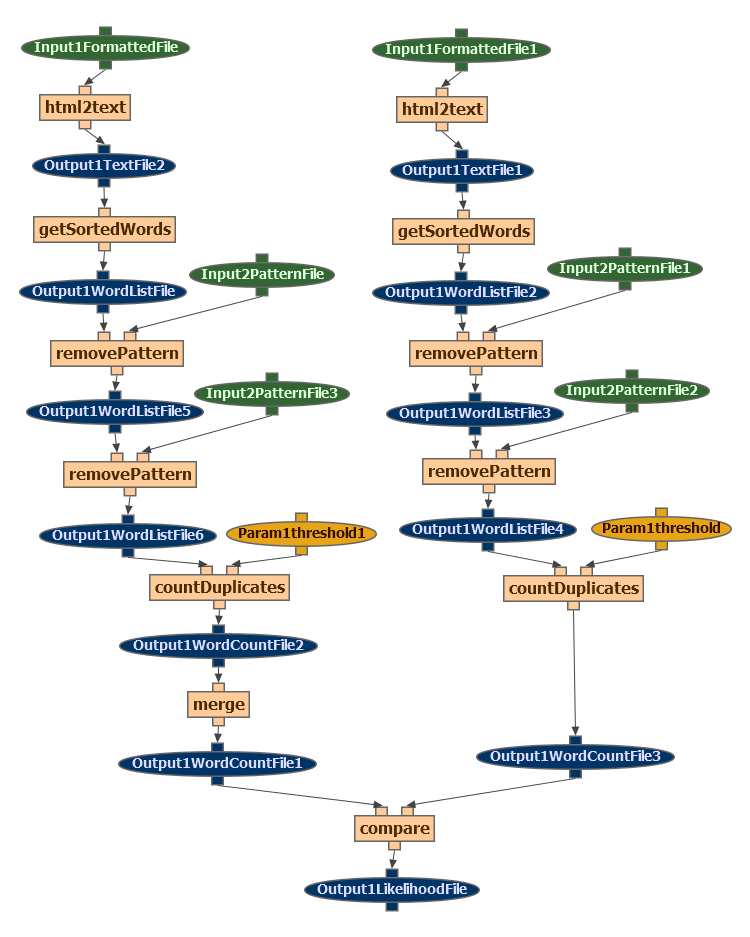 Input1FormattedFile
Input1FormattedFile1
html2text
html2text
Output1TextFile2
Output1TextFile1
getSortedWords
getSortedWords
Input2PatternFile
Input2PatternFile1
Output1WordListFile
Output1WordListFile2
removePattern
removePattern
Input2PatternFile3
Input2PatternFile2
Output1WordListFile5
Output1WordListFile3
removePattern
removePattern
Output1WordListFile6
Param1threshold1
Output1WordListFile4
Param1threshold
countDuplicates
countDuplicates
Output1WordCountFile2
merge
Output1WordCountFile1
Output1WordCountFile3
compare
Output1LikelihoodFile